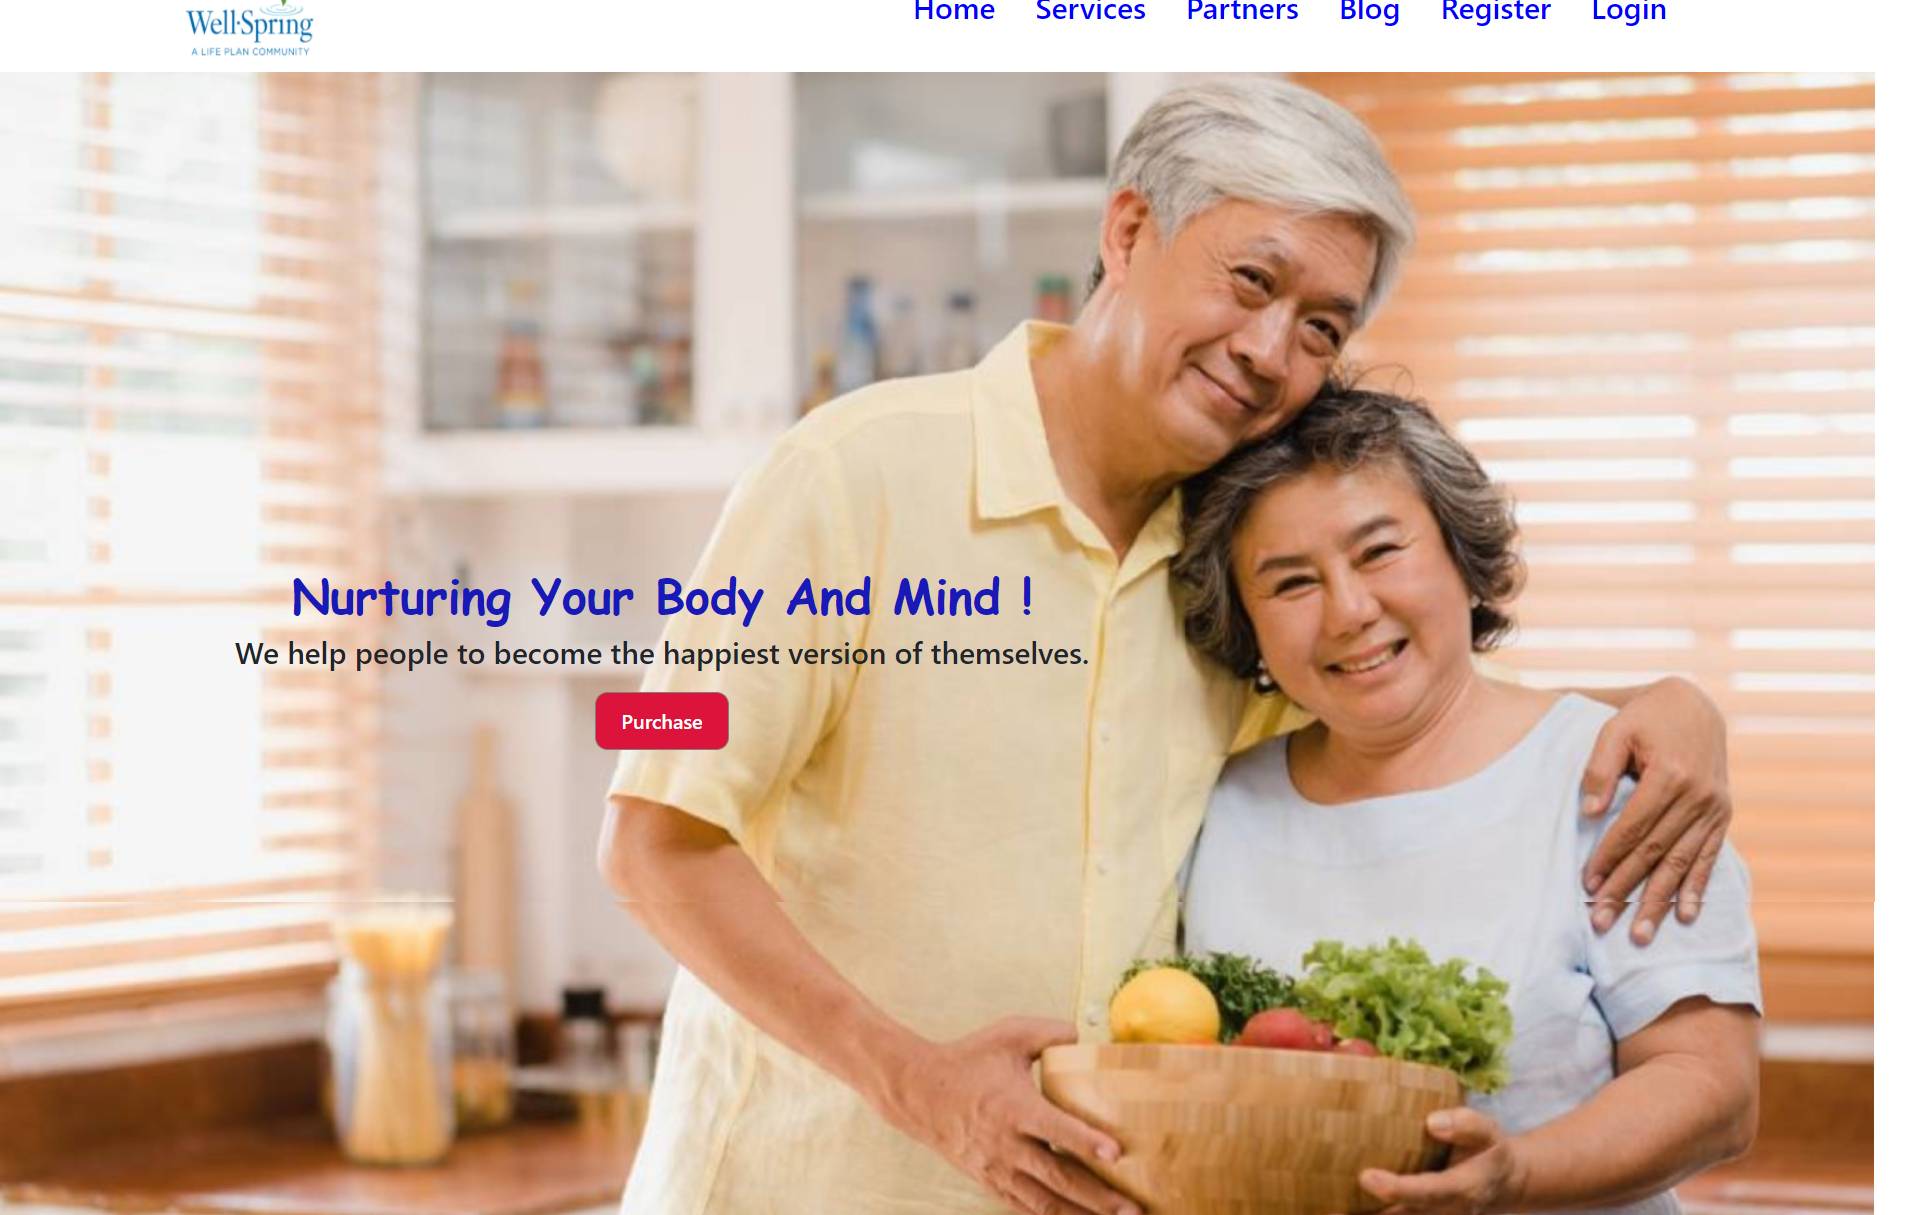 Well·Spring
A LIFE PLAN COMMUNITY
Home Services Partners Blog Register Login
Nurturing Your Body And Mind !
We help people to become the happiest version of themselves.
Purchase